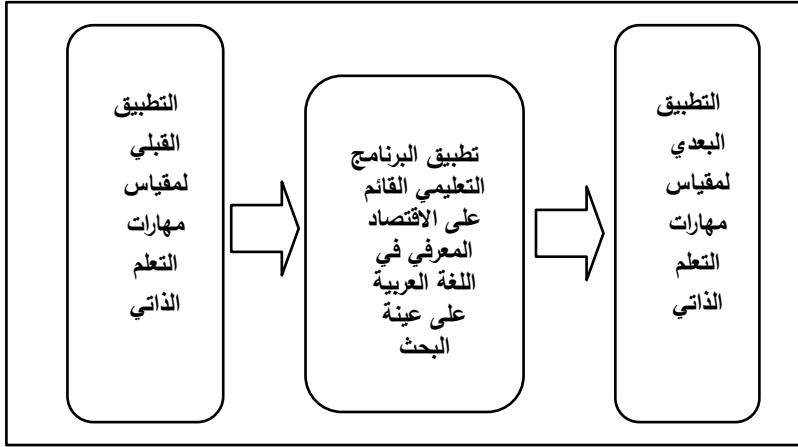 التطبيق
القبلي
لمقياس
مهارات
التعلم
الذاتي
تطبيق البرنامج
التعليمي القائم
على الاقتصاد
المعرفي في
اللغة العربية
على عينة
البحث
التطبيق
البعدي
لمقياس
مهارات
التعلم
الذاتي